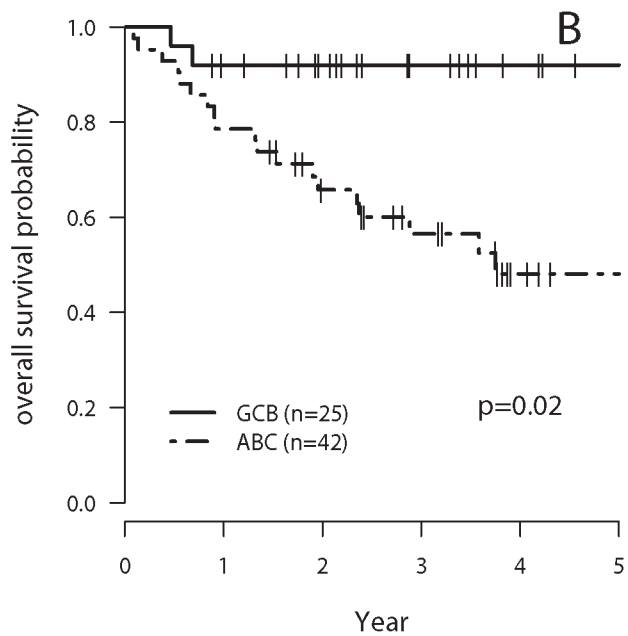 B
1.0
0.8
0.6
0.4
0.2
0.0
overall survival probability
GCB (n=25)
ABC (n=42)
p=0.02
0 1 2 3 4 5
Year